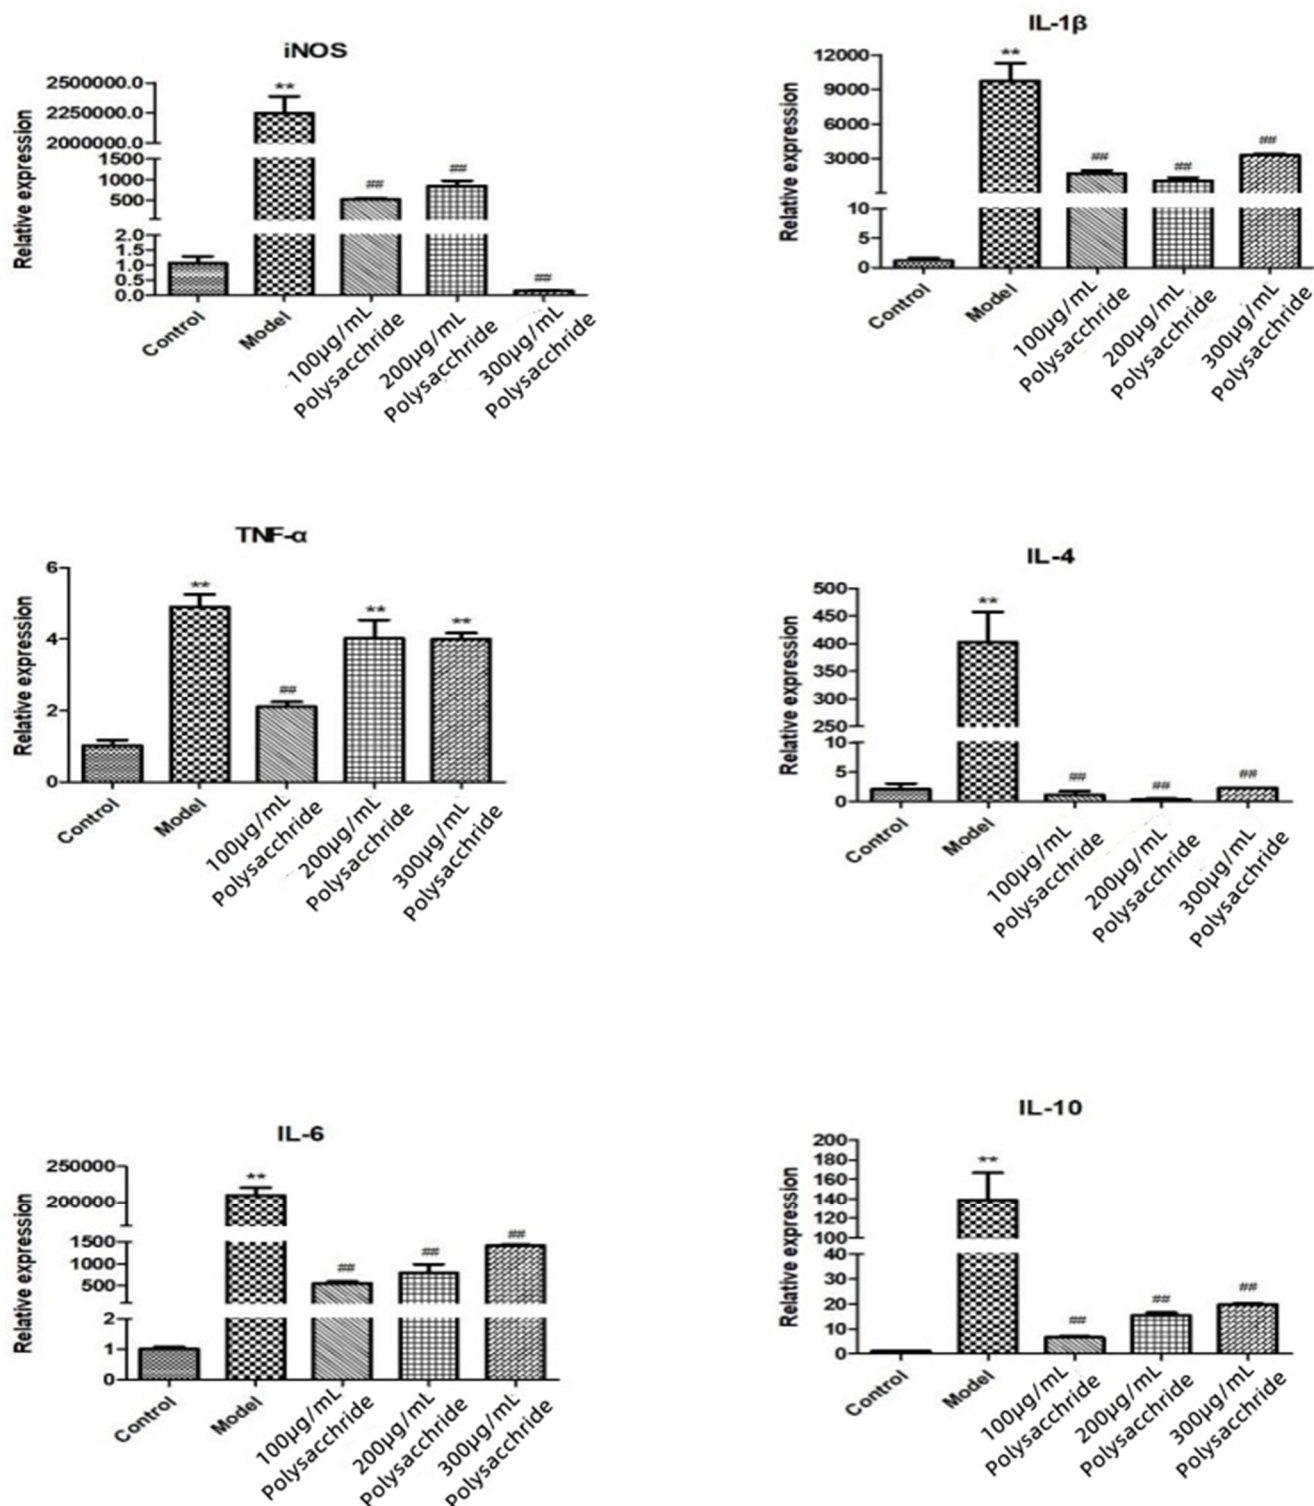 iNOS
Relative expression
2500000.0
2250000.0
2000000.0
1500
1000
500
2.0
1.5
1.0
0.5
0.0
**
##
##
##
Control
Model
100μg/mL
Polysacchride
200μg/mL
Polysacchride
300μg/mL
Polysacchride
IL-1β
Relative expression
12000
9000
6000
3000
10
5
0
**
##
##
##
Control
Model
100μg/mL
Polysacchride
200μg/mL
Polysacchride
300μg/mL
Polysacchride
TNF-α
Relative expression
6
4
2
0
**
##
**
**
Control
Model
100μg/mL
Polysacchride
200μg/mL
Polysacchride
300μg/mL
Polysacchride
IL-4
Relative expression
500
450
400
350
300
250
10
5
0
**
##
##
##
Control
Model
100μg/mL
Polysacchride
200μg/mL
Polysacchride
300μg/mL
Polysacchride
IL-6
Relative expression
250000
200000
1500
1000
500
2
1
0
**
##
##
##
Control
Model
100μg/mL
Polysacchride
200μg/mL
Polysacchride
300μg/mL
Polysacchride
IL-10
Relative expression
200
180
160
140
120
100
40
30
20
10
0
**
##
##
##
Control
Model
100μg/mL
Polysacchride
200μg/mL
Polysacchride
300μg/mL
Polysacchride